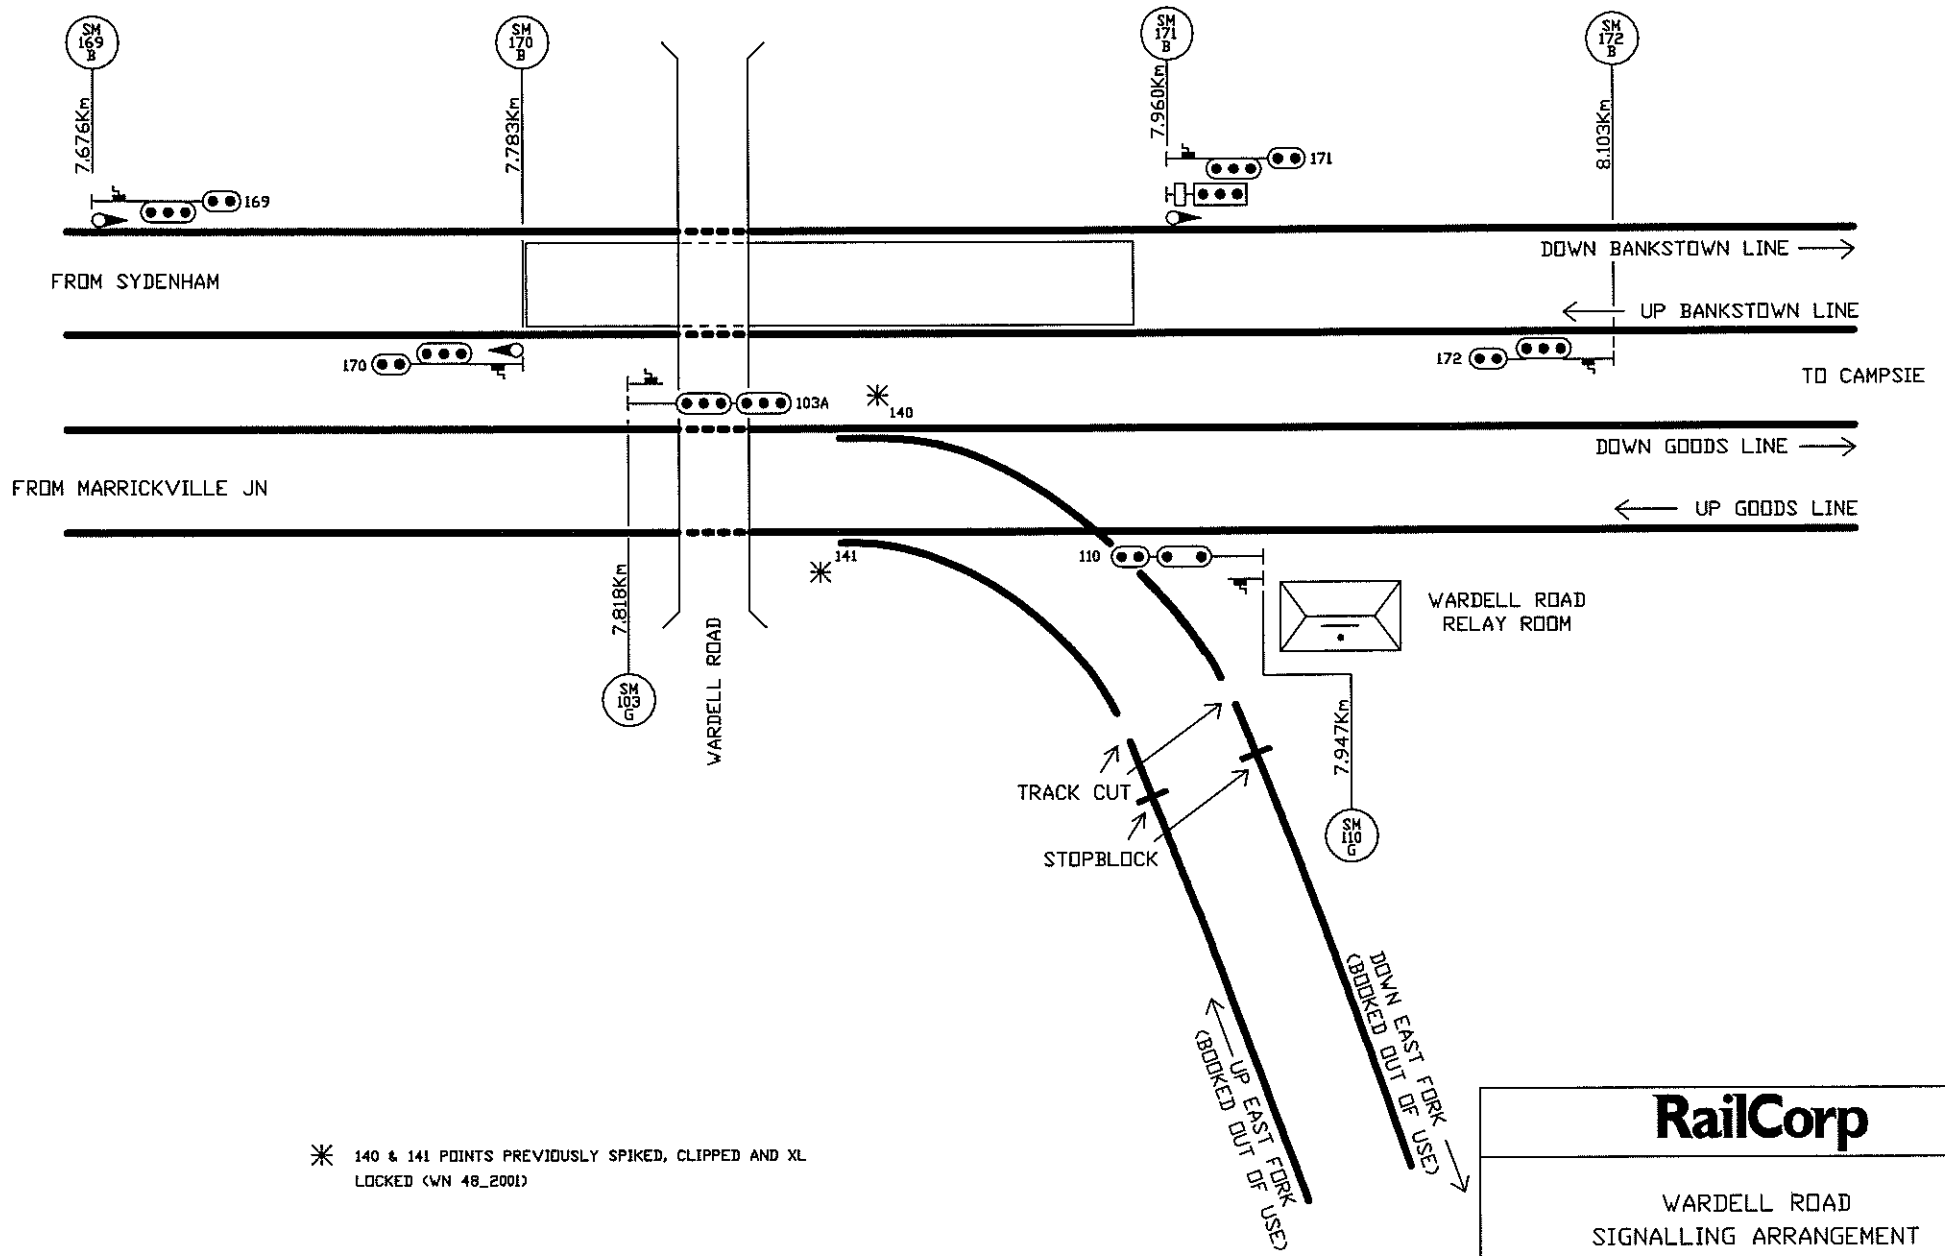 SM
169
B
SM
170
B
SM
171
B
SM
172
B
7.676Km
7.783Km
7.960Km
8.103Km
169
171
DOWN BANKSTOWN LINE
FROM SYDENHAM
UP BANKSTOWN LINE
170
172
TO CAMPSIE
103A
140
DOWN GOODS LINE
FROM MARRICKVILLE JN
UP GOODS LINE
141
110
7.818Km
WARDELL ROAD
RELAY ROOM
SM
103
G
WARDELL ROAD
7.947Km
TRACK CUT
STOPBLOCK
SM
110
G
DOWN EAST FORK
(BOOKED OUT OF USE)
UP EAST FORK
(BOOKED OUT OF USE)
140 & 141 POINTS PREVIOUSLY SPIKED, CLIPPED AND XL
LOCKED (WN 48_2001)
RailCorp
WARDELL ROAD
SIGNALLING ARRANGEMENT